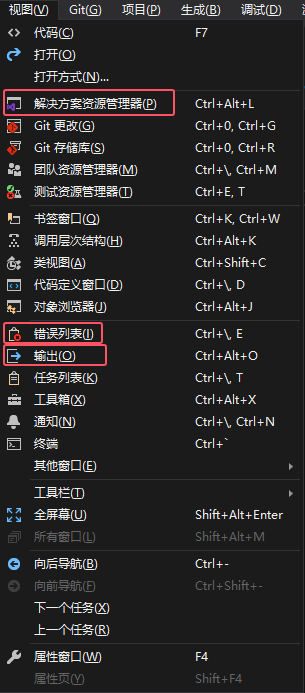 视图(V) Git(G) 项目(P) 生成(B) 调试(D)
代码(C) F7
打开(O)
打开方式(N)...
解决方案资源管理器(P) Ctrl+Alt+L
Git 更改(G) Ctrl+0, Ctrl+G
Git 存储库(S) Ctrl+0, Ctrl+R
团队资源管理器(M) Ctrl+\, Ctrl+M
测试资源管理器(T) Ctrl+E, T
书签窗口(Q) Ctrl+K, Ctrl+W
调用层次结构(H) Ctrl+Alt+K
类视图(A) Ctrl+Shift+C
代码定义窗口(D) Ctrl+\, D
对象浏览器(J) Ctrl+Alt+J
错误列表(I) Ctrl+\, E
输出(O) Ctrl+Alt+O
任务列表(K) Ctrl+\, T
工具箱(X) Ctrl+Alt+X
通知(N) Ctrl+\, Ctrl+N
终端 Ctrl+`
其他窗口(E)
工具栏(T)
全屏幕(U) Shift+Alt+Enter
所有窗口(L) Shift+Alt+M
向后导航(B) Ctrl+-
向前导航(F) Ctrl+Shift+-
下一个任务(X)
上一个任务(R)
属性窗口(W) F4
属性页(Y) Shift+F4